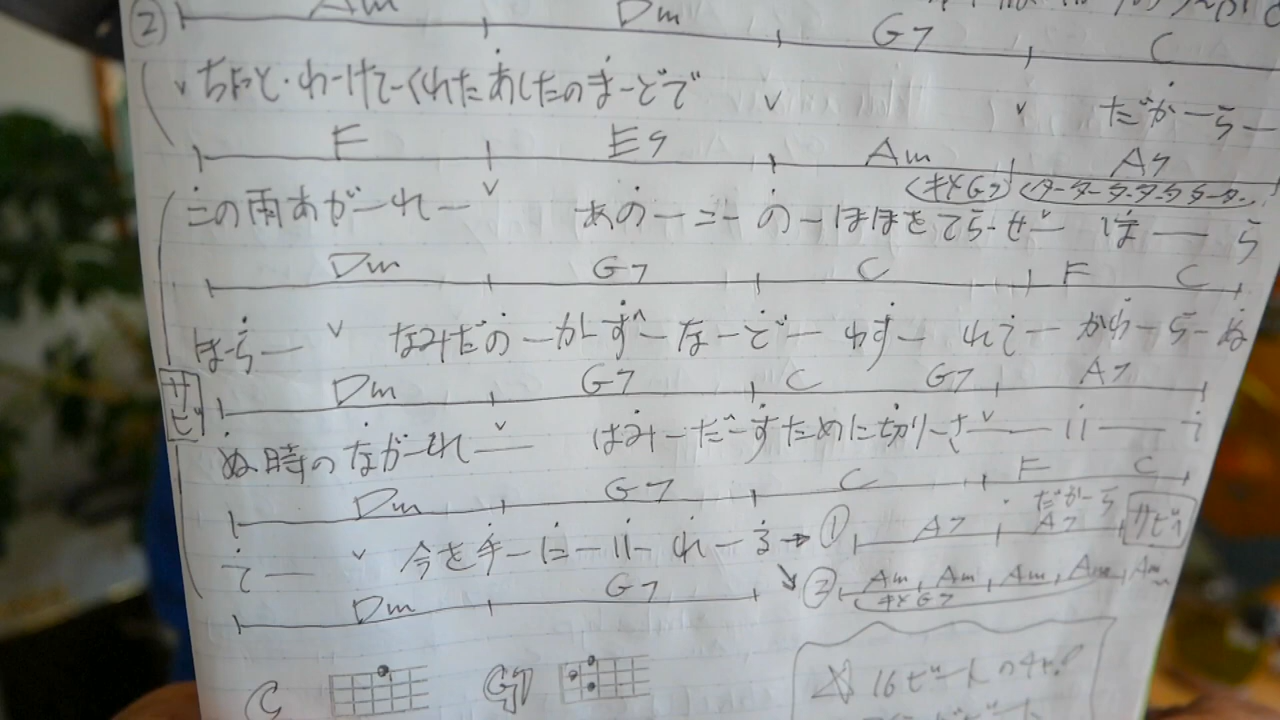 ② Am Dm G7 C
ちょっと・わーけてーくれた あしたのまーどで だがーらー
F E7 Am A7
(キメG7) (ターター タ・タ・タ タータ・)
この雨あがーれー あのーこーのーほほをてらーせー ばーら
Dm G7 C F C
ばらー なみだのーかーずーなーどー わすー れてー かわーらーぬ
サビ
Dm G7 C G7 A7
ぬ時のながーれー はみーだーすために切りーさー いーて
Dm G7 C F C
だがーら
てー 今を手ーにーいーれーる → ① A7 A7 サビへ
→ ② Am Am Am Am Am
(キメG7)
Dm G7
C G7
16ビートの